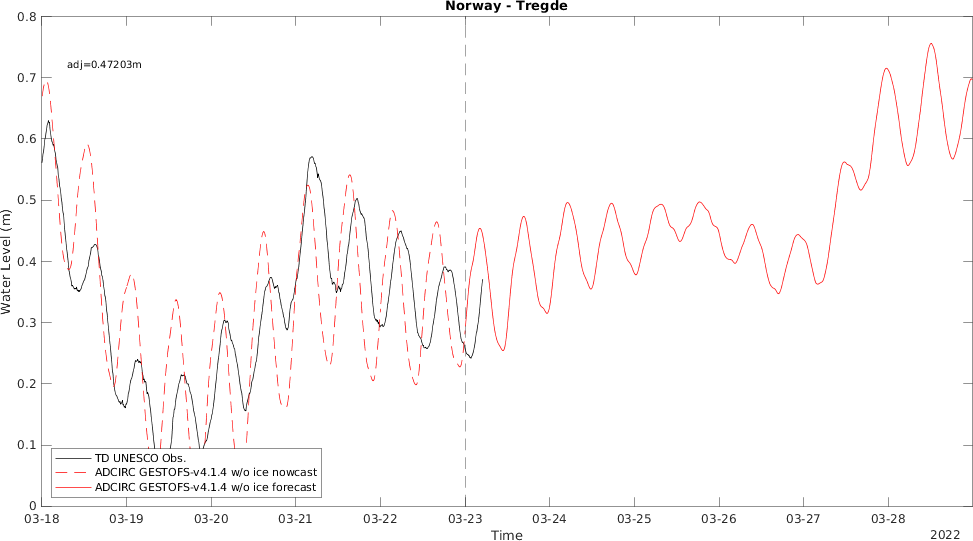 Norway - Tregde
adj=0.47203m
Water Level (m)
0.8
0.7
0.6
0.5
0.4
0.3
0.2
0.1
0
TD UNESCO Obs.
ADCIRC GESTOFS-v4.1.4 w/o ice nowcast
ADCIRC GESTOFS-v4.1.4 w/o ice forecast
03-18 03-19 03-20 03-21 03-22 03-23 03-24 03-25 03-26 03-27 03-28
Time
2022